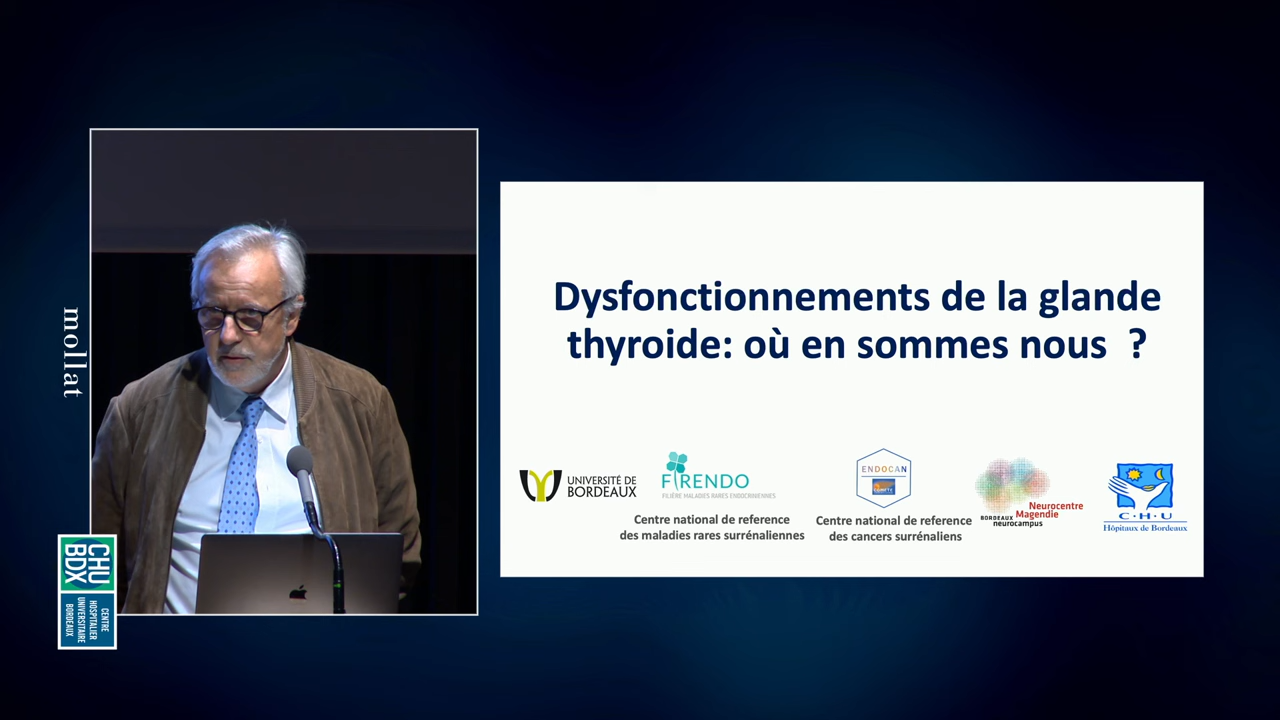 mollat
CHU
BDX
CENTRE
HOSPITALIER
UNIVERSITAIRE
BORDEAUX
Dysfonctionnements de la glande
thyroide: où en sommes nous  ?
UNIVERSITÉ DE
BORDEAUX
FIRENDO
FILIÈRE MALADIES RARES ENDOCRINIENNES
Centre national de reference
des maladies rares surrénaliennes
ENDOCAN
COMETE
Centre national de reference
des cancers surrénaliens
Neurocentre
Magendie
BORDEAUX
neurocampus
C·H·U
Hôpitaux de Bordeaux